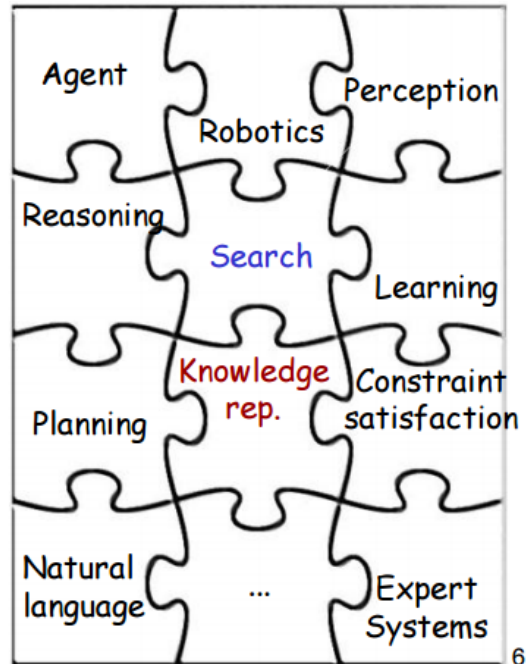 Agent
Robotics
Perception
Reasoning
Search
Learning
Planning
Knowledge
rep.
Constraint
satisfaction
Natural
language
...
Expert
Systems
6